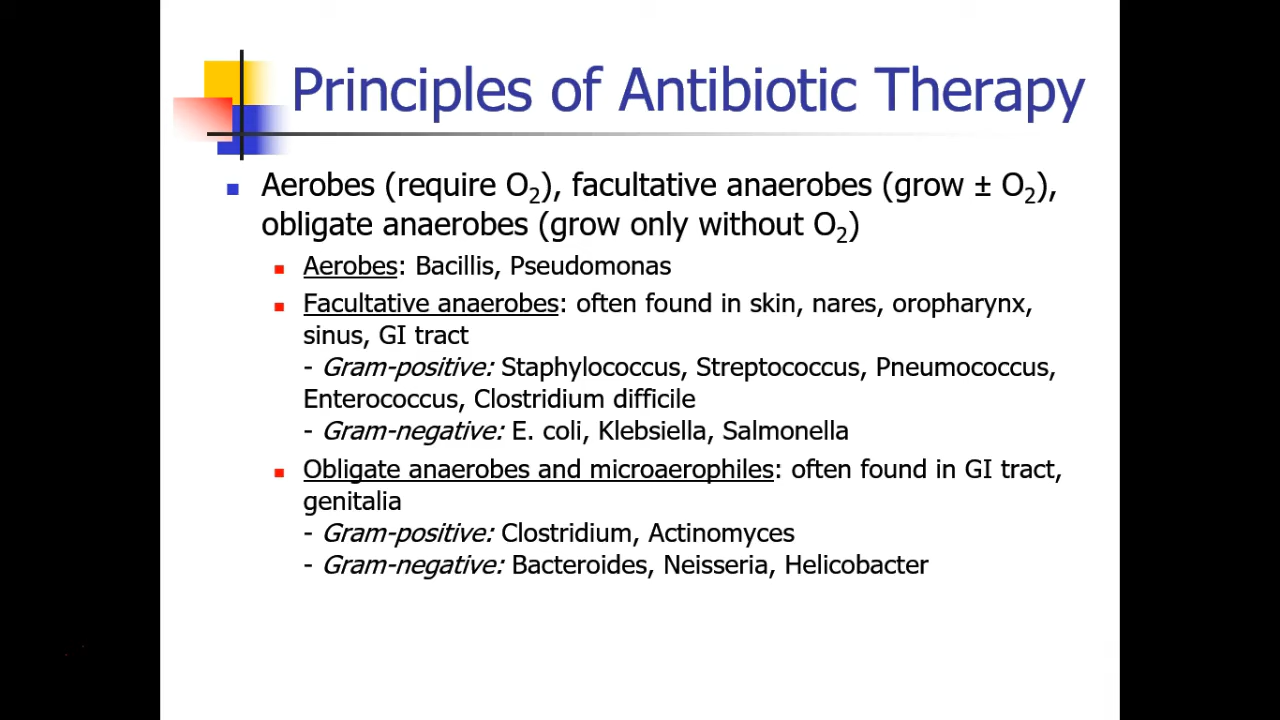 Principles of Antibiotic Therapy
Aerobes (require O₂), facultative anaerobes (grow ± O₂),
obligate anaerobes (grow only without O₂)
Aerobes: Bacillis, Pseudomonas
Facultative anaerobes: often found in skin, nares, oropharynx,
sinus, GI tract
- Gram-positive: Staphylococcus, Streptococcus, Pneumococcus,
Enterococcus, Clostridium difficile
- Gram-negative: E. coli, Klebsiella, Salmonella
Obligate anaerobes and microaerophiles: often found in GI tract,
genitalia
- Gram-positive: Clostridium, Actinomyces
- Gram-negative: Bacteroides, Neisseria, Helicobacter